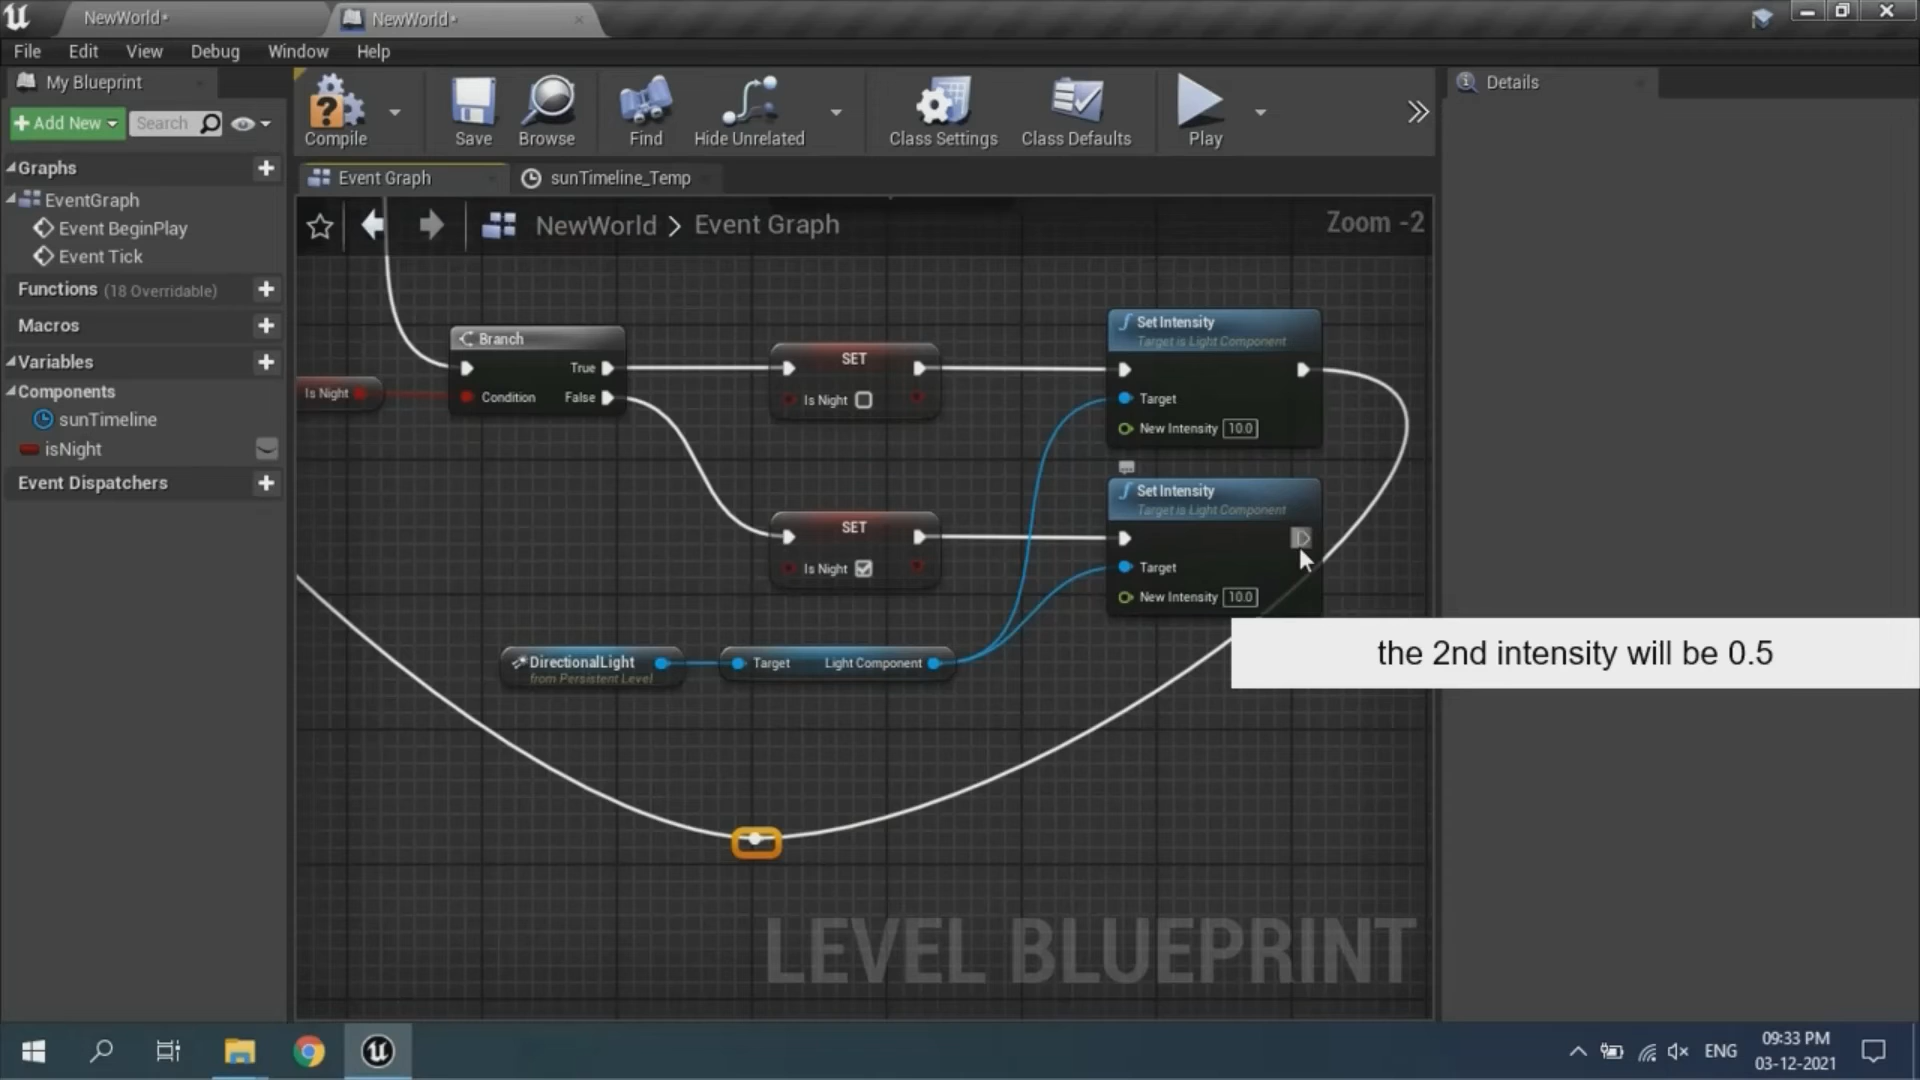 NewWorld*
NewWorld*
File Edit View Debug Window Help
My Blueprint
Add New
Search
Graphs
EventGraph
Event BeginPlay
Event Tick
Functions (18 Overridable)
Macros
Variables
Components
sunTimeline
isNight
Event Dispatchers
Compile
Save
Browse
Find
Hide Unrelated
Class Settings
Class Defaults
Play
Details
Event Graph
sunTimeline_Temp
NewWorld > Event Graph
Zoom -2
Is Night
Branch
True
Condition
False
SET
Is Night
SET
Is Night
Set Intensity
Target is Light Component
Target
New Intensity 10.0
Set Intensity
Target is Light Component
Target
New Intensity 10.0
DirectionalLight
from Persistent Level
Target Light Component
the 2nd intensity will be 0.5
LEVEL BLUEPRINT
ENG
09:33 PM
03-12-2021